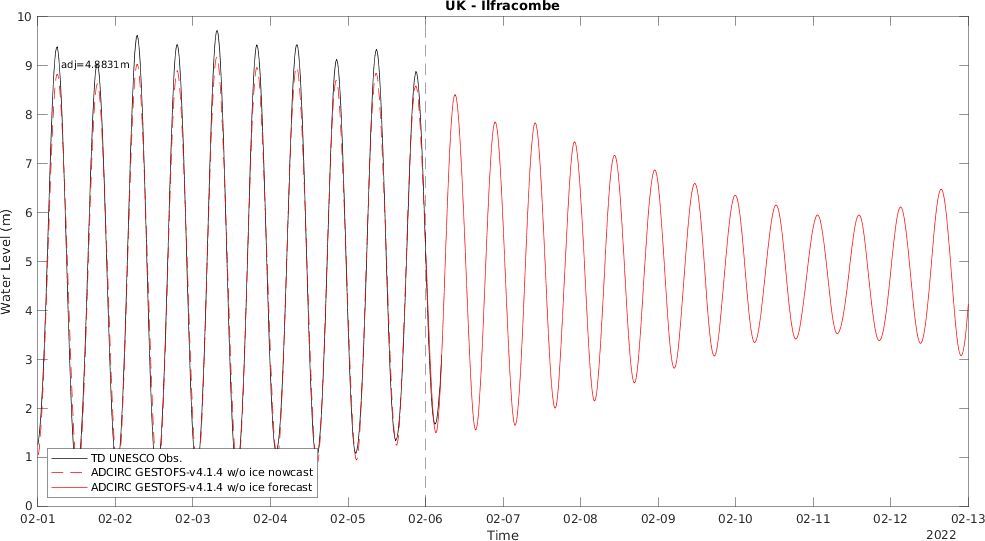 UK - Ilfracombe
10
9
8
7
6
5
4
3
2
1
0
Water Level (m)
adj=4.8831m
TD UNESCO Obs.
ADCIRC GESTOFS-v4.1.4 w/o ice nowcast
ADCIRC GESTOFS-v4.1.4 w/o ice forecast
02-01 02-02 02-03 02-04 02-05 02-06 02-07 02-08 02-09 02-10 02-11 02-12 02-13
Time
2022